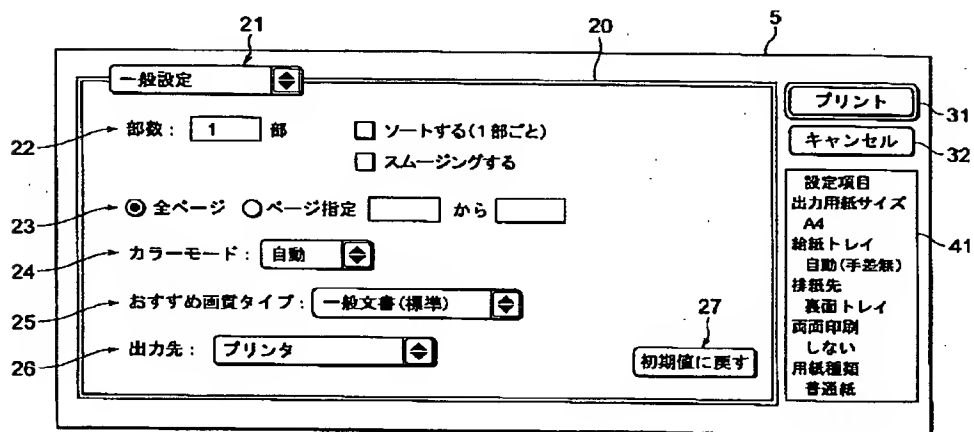 5
20
21
一般設定
プリント
31
22
部数： 1 部
ソートする(1部ごと)
キャンセル
32
スムージングする
設定項目
出力用紙サイズ
A4
給紙トレイ
自動(手差無)
排紙先
裏面トレイ
両面印刷
しない
用紙種類
普通紙
41
23
全ページ ページ指定 から
24
カラーモード： 自動
25
おすすめ画質タイプ： 一般文書(標準)
26
出力先： プリンタ
27
初期値に戻す